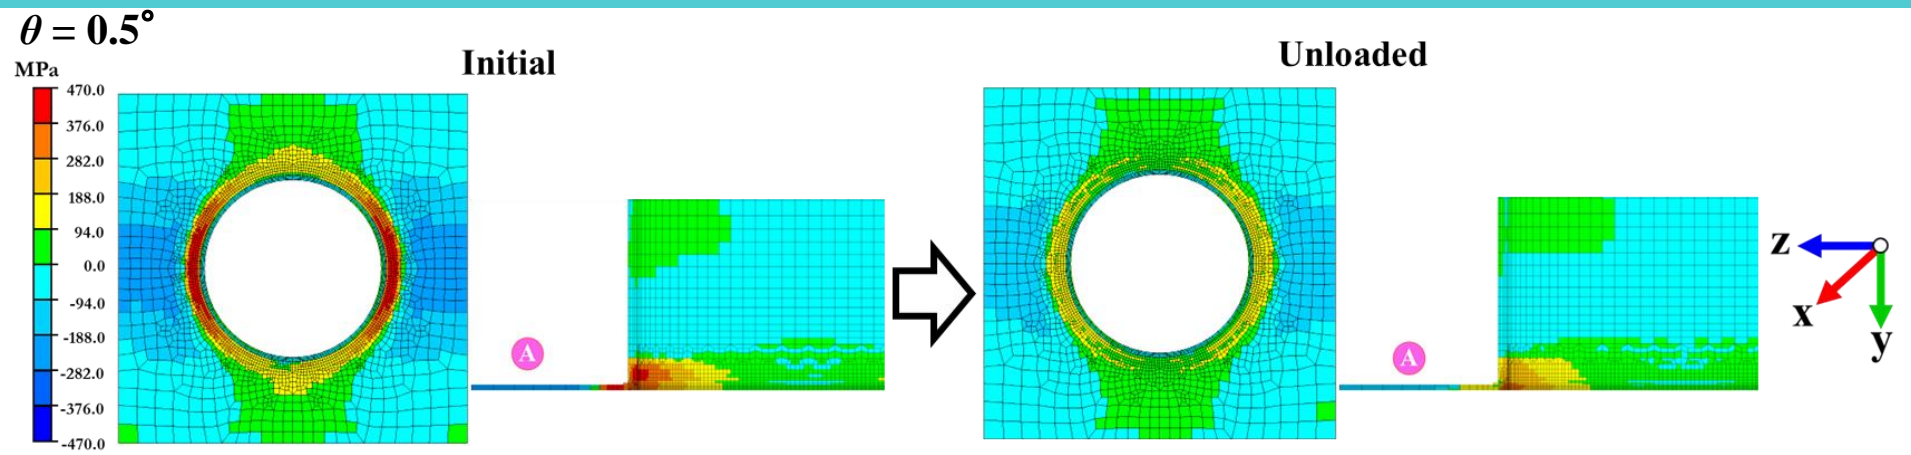 θ = 0.5°
Initial
Unloaded
MPa
470.0
376.0
282.0
188.0
94.0
0.0
-94.0
-188.0
-282.0
-376.0
-470.0
A
A
z
x
y